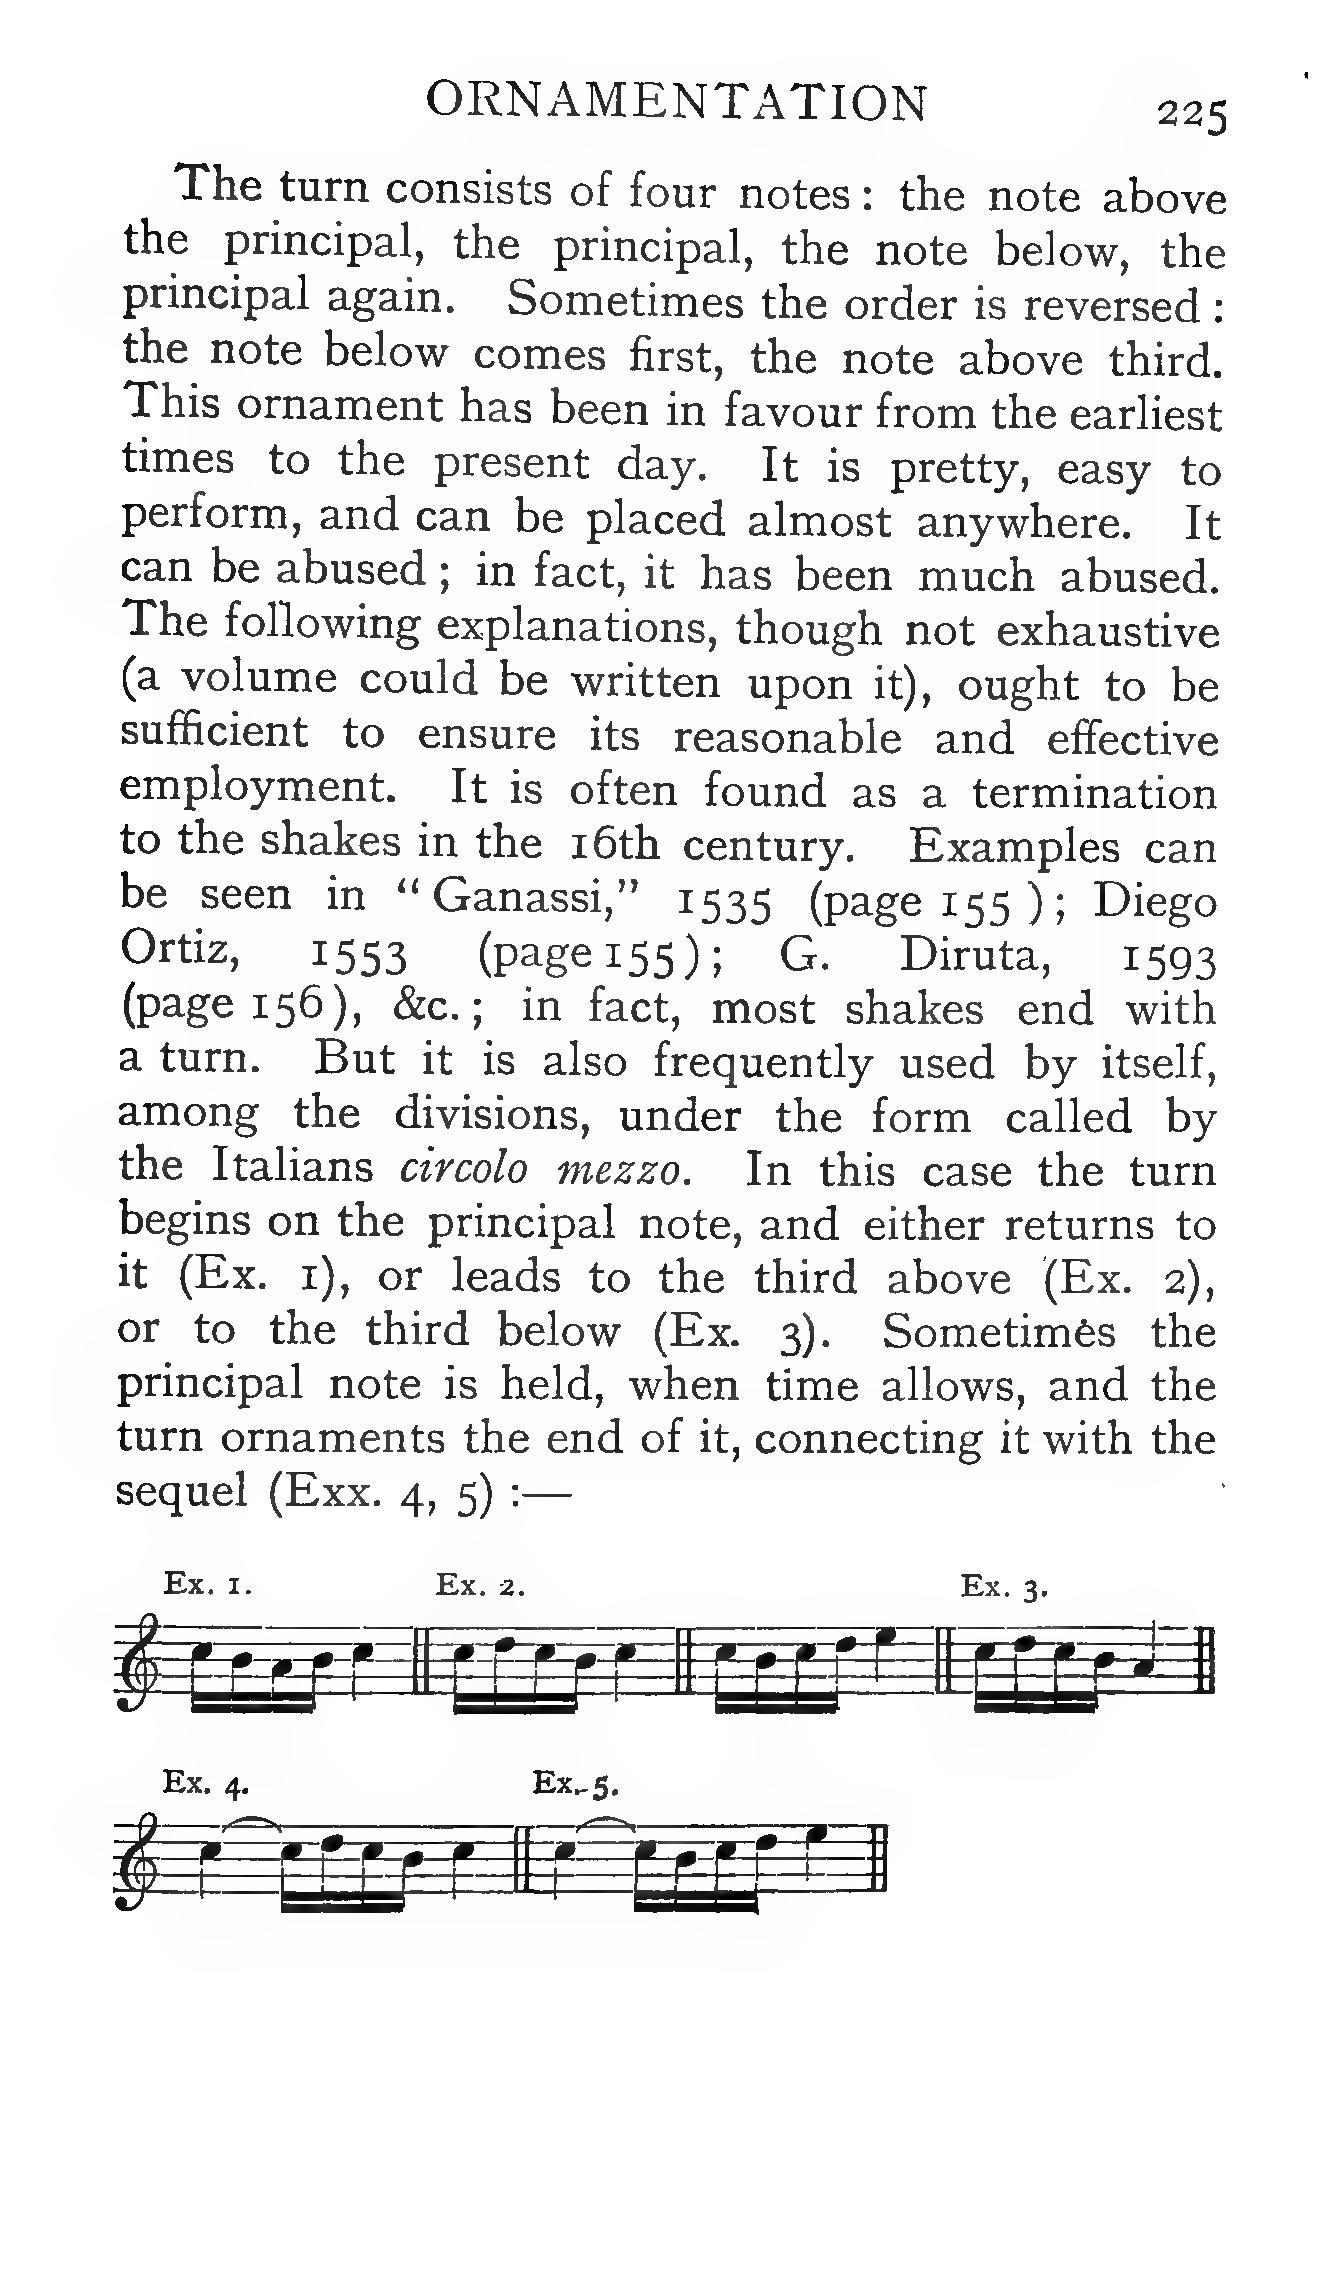 ORNAMENTATION 225
The turn consists of four notes: the note above
the principal, the principal, the note below, the
principal again. Sometimes the order is reversed:
the note below comes first, the note above third.
This ornament has been in favour from the earliest
times to the present day. It is pretty, easy to
perform, and can be placed almost anywhere. It
can be abused; in fact, it has been much abused.
The following explanations, though not exhaustive
(a volume could be written upon it), ought to be
sufficient to ensure its reasonable and effective
employment. It is often found as a termination
to the shakes in the 16th century. Examples can
be seen in “Ganassi,” 1535 (page 155 ); Diego
Ortiz, 1553 (page 155); G. Diruta, 1593
(page 156), &c.; in fact, most shakes end with
a turn. But it is also frequently used by itself,
among the divisions, under the form called by
the Italians circolo mezzo. In this case the turn
begins on the principal note, and either returns to
it (Ex. 1), or leads to the third above (Ex. 2),
or to the third below (Ex. 3). Sometimes the
principal note is held, when time allows, and the
turn ornaments the end of it, connecting it with the
sequel (Exx. 4, 5) :—
Ex. 1. Ex. 2. Ex. 3.
Ex. 4. Ex. 5.